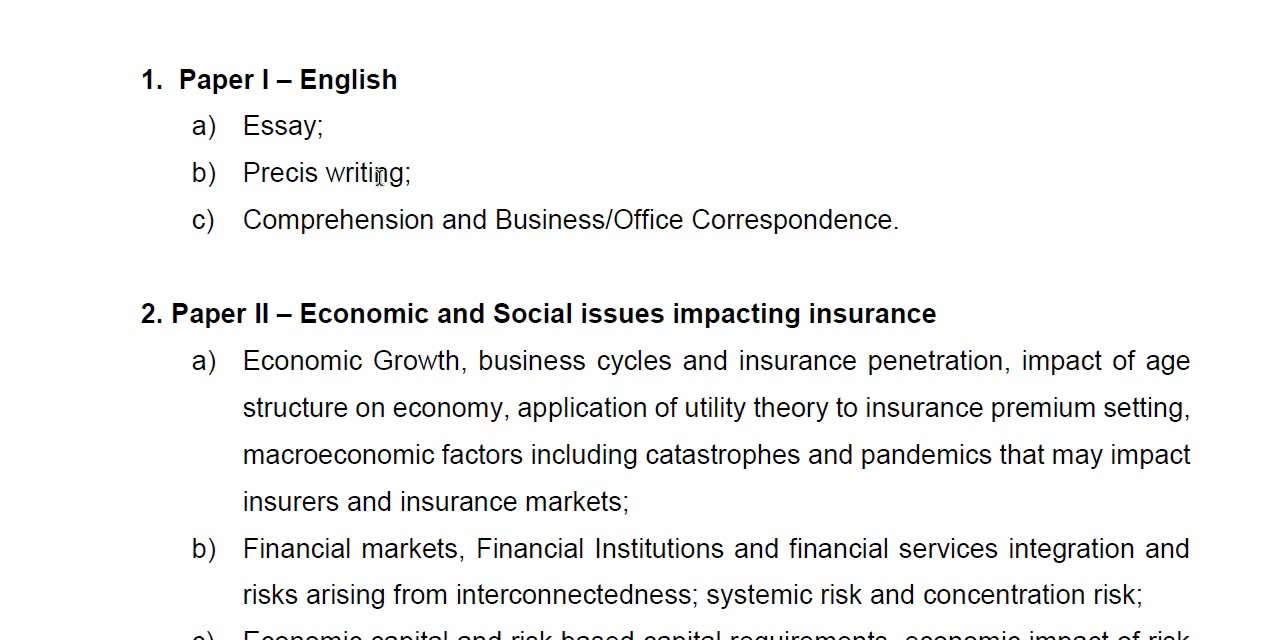 1. Paper I – English
a) Essay;
b) Precis writing;
c) Comprehension and Business/Office Correspondence.
2. Paper II – Economic and Social issues impacting insurance
a) Economic Growth, business cycles and insurance penetration, impact of age
structure on economy, application of utility theory to insurance premium setting,
macroeconomic factors including catastrophes and pandemics that may impact
insurers and insurance markets;
b) Financial markets, Financial Institutions and financial services integration and
risks arising from interconnectedness; systemic risk and concentration risk;
c) Economic capital and risk based capital requirements, economic impact of risk